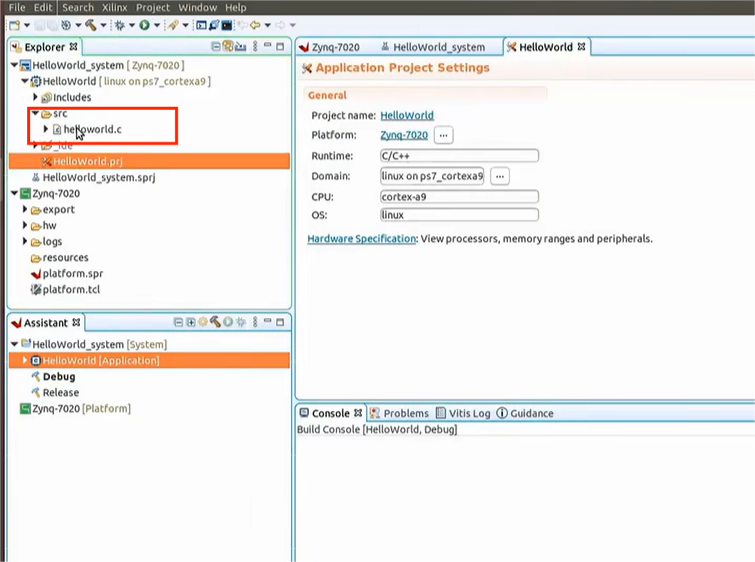 File Edit Search Xilinx Project Window Help
Explorer
HelloWorld_system [ Zynq-7020 ]
HelloWorld [ linux on ps7_cortexa9 ]
Includes
src
helloworld.c
_ide
HelloWorld.prj
HelloWorld_system.sprj
Zynq-7020
export
hw
logs
resources
platform.spr
platform.tcl
Assistant
HelloWorld_system [System]
HelloWorld [Application]
Debug
Release
Zynq-7020 [Platform]
Zynq-7020 HelloWorld_system HelloWorld
Application Project Settings
General
Project name: HelloWorld
Platform: Zynq-7020 ...
Runtime: C/C++
Domain: linux on ps7_cortexa9 ...
CPU: cortex-a9
OS: linux
Hardware Specification: View processors, memory ranges and peripherals.
Console Problems Vitis Log Guidance
Build Console [HelloWorld, Debug]